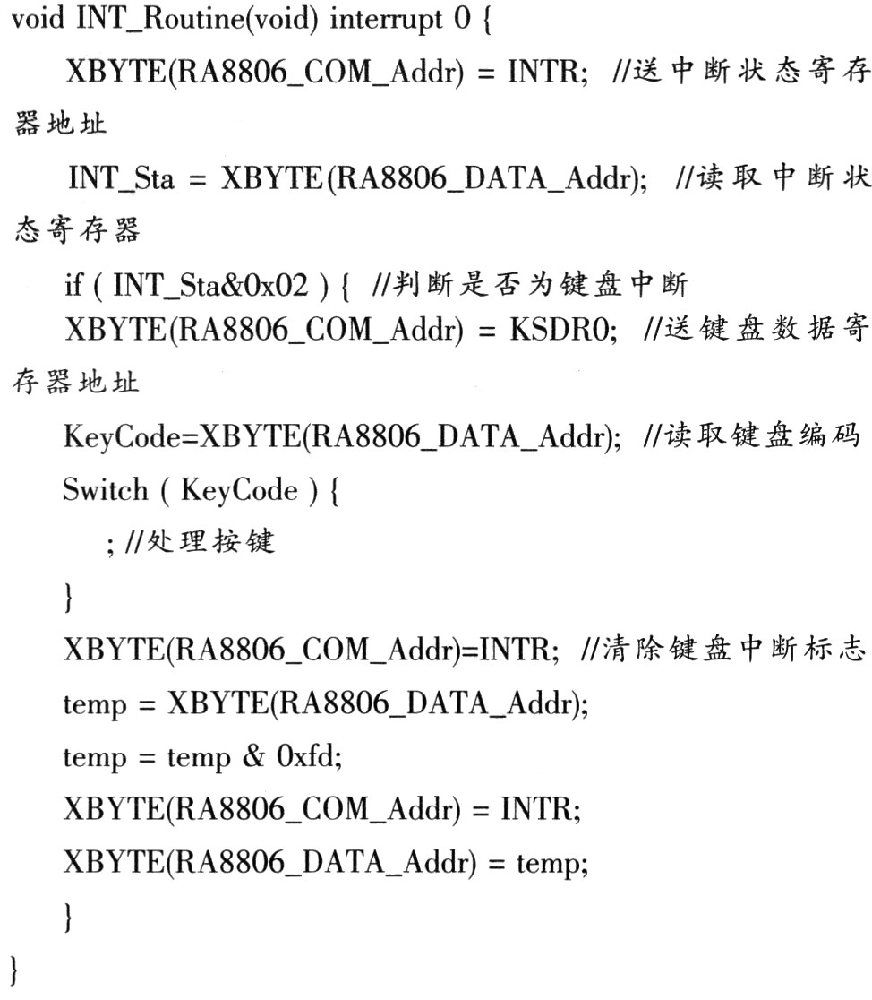 void INT_Routine(void) interrupt 0 {
XBYTE(RA8806_COM_Addr) = INTR; //送中断状态寄存
器地址
INT_Sta = XBYTE(RA8806_DATA_Addr); //读取中断状
态寄存器
if ( INT_Sta&0x02 ) { //判断是否为键盘中断
XBYTE(RA8806_COM_Addr) = KSDR0; //送键盘数据寄
存器地址
KeyCode=XBYTE(RA8806_DATA_Addr); //读取键盘编码
Switch ( KeyCode ) {
; //处理按键
}
XBYTE(RA8806_COM_Addr)=INTR; //清除键盘中断标志
temp = XBYTE(RA8806_DATA_Addr);
temp = temp & 0xfd;
XBYTE(RA8806_COM_Addr) = INTR;
XBYTE(RA8806_DATA_Addr) = temp;
}
}